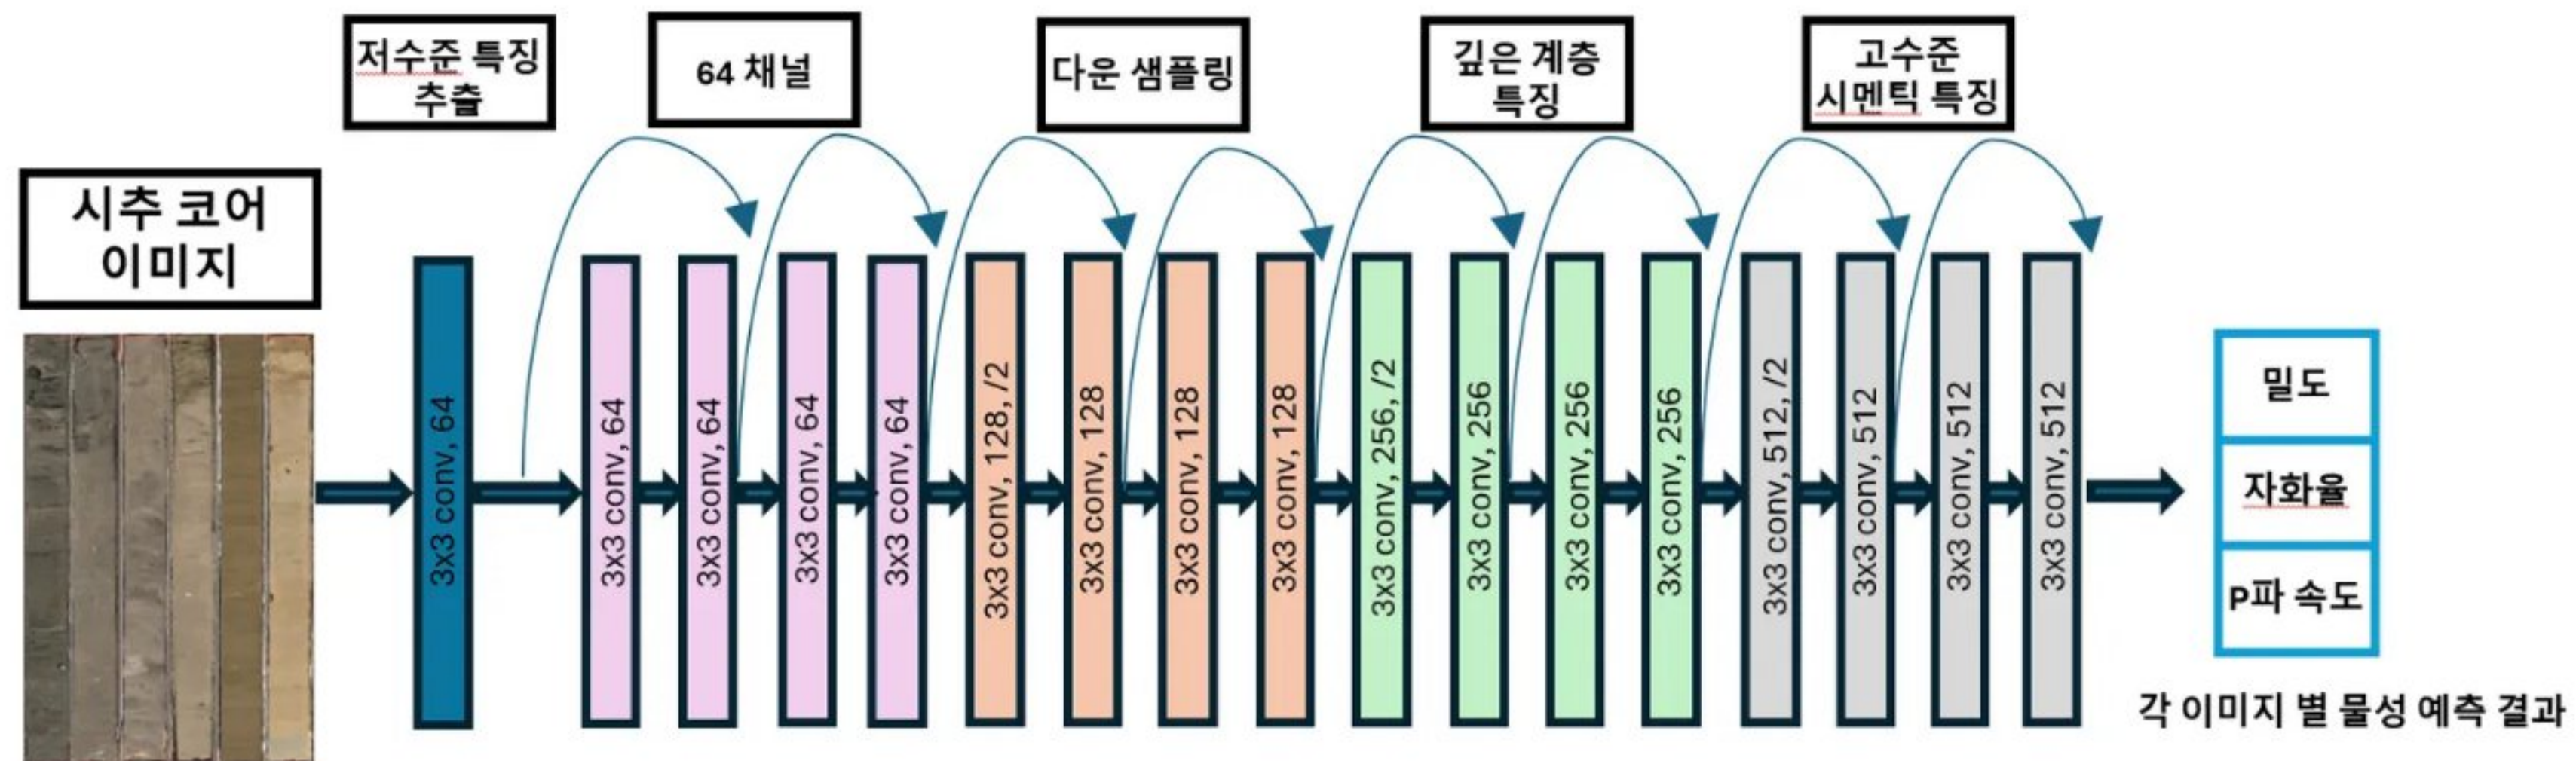 저수준 특징
추출
64 채널
다운 샘플링
깊은 계층
특징
고수준
시멘틱 특징
시추 코어
이미지
3x3 conv, 64
3x3 conv, 64
3x3 conv, 64
3x3 conv, 64
3x3 conv, 64
3x3 conv, 128, /2
3x3 conv, 128
3x3 conv, 128
3x3 conv, 128
3x3 conv, 256, /2
3x3 conv, 256
3x3 conv, 256
3x3 conv, 256
3x3 conv, 512, /2
3x3 conv, 512
3x3 conv, 512
3x3 conv, 512
밀도
자화율
P파 속도
각 이미지 별 물성 예측 결과